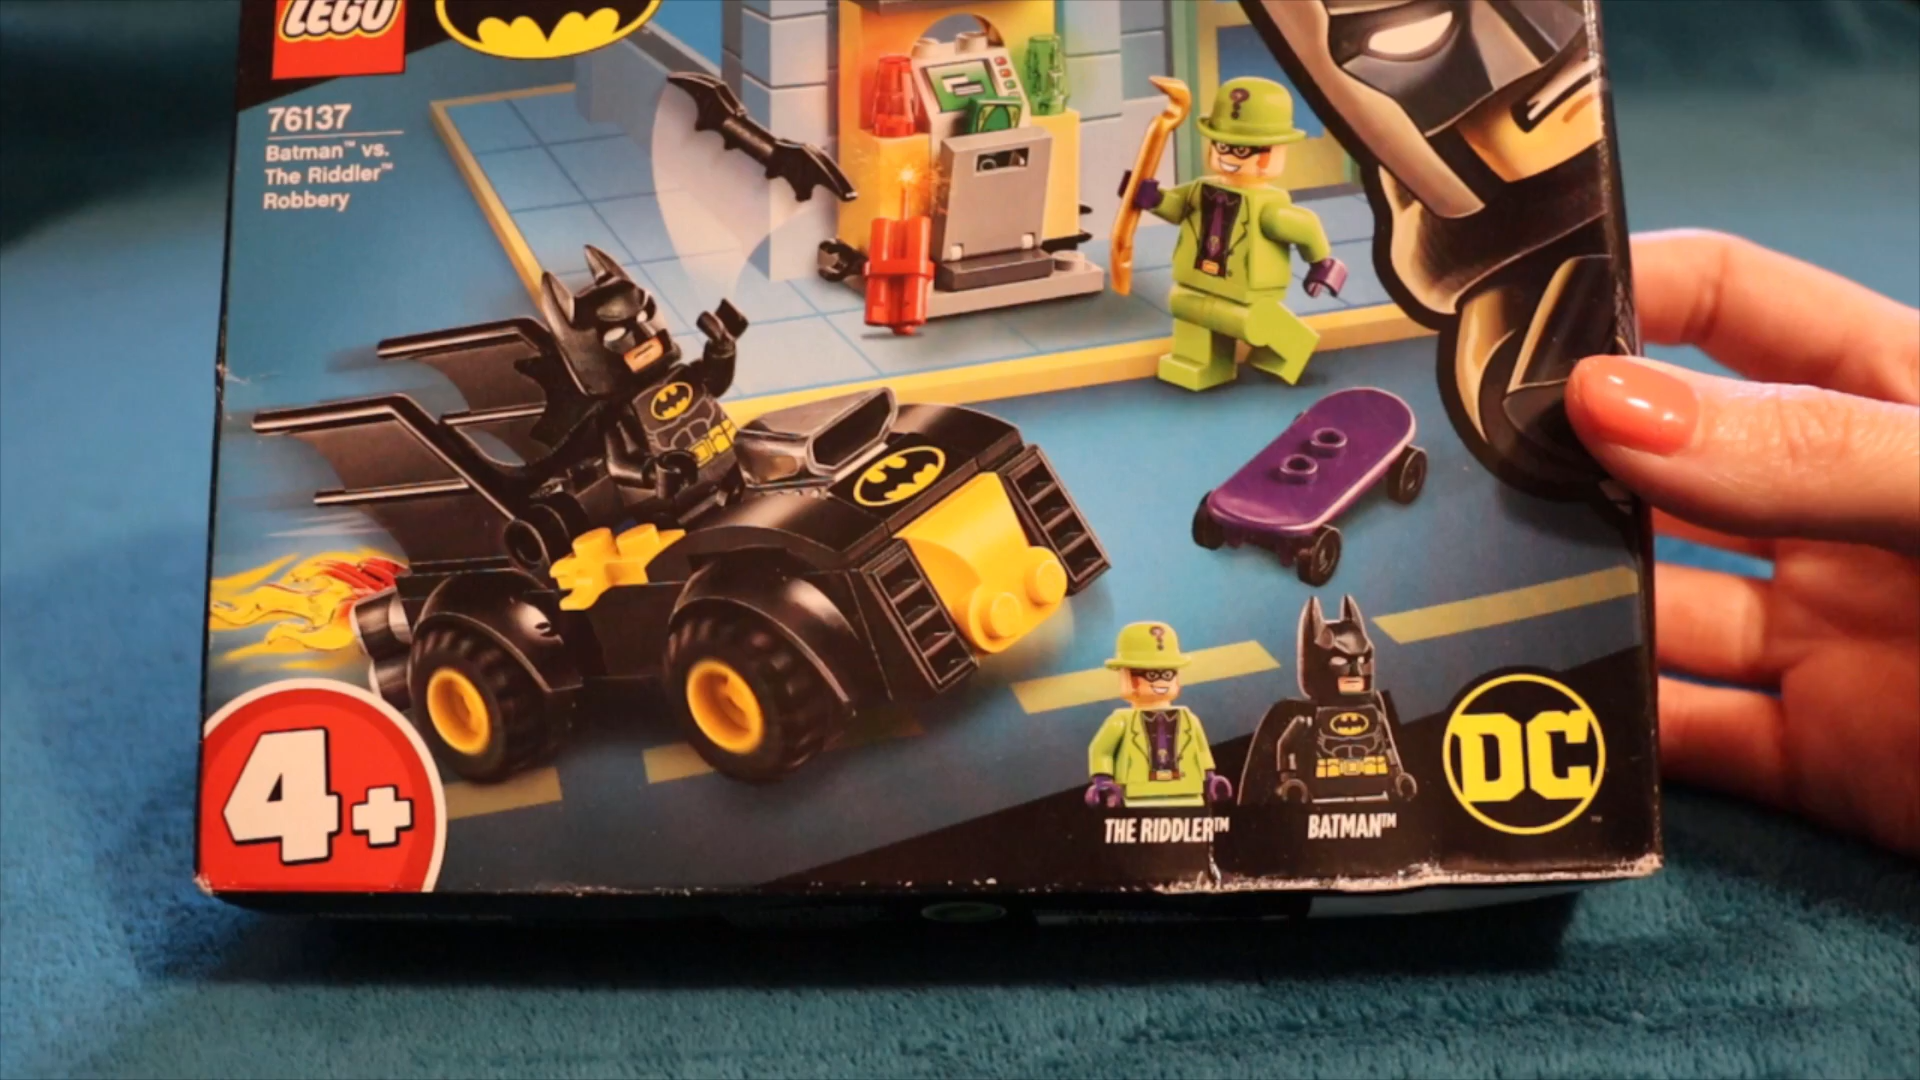 LEGO
76137
Batman™ vs.
The Riddler™
Robbery
4+
THE RIDDLER™
BATMAN™
DC